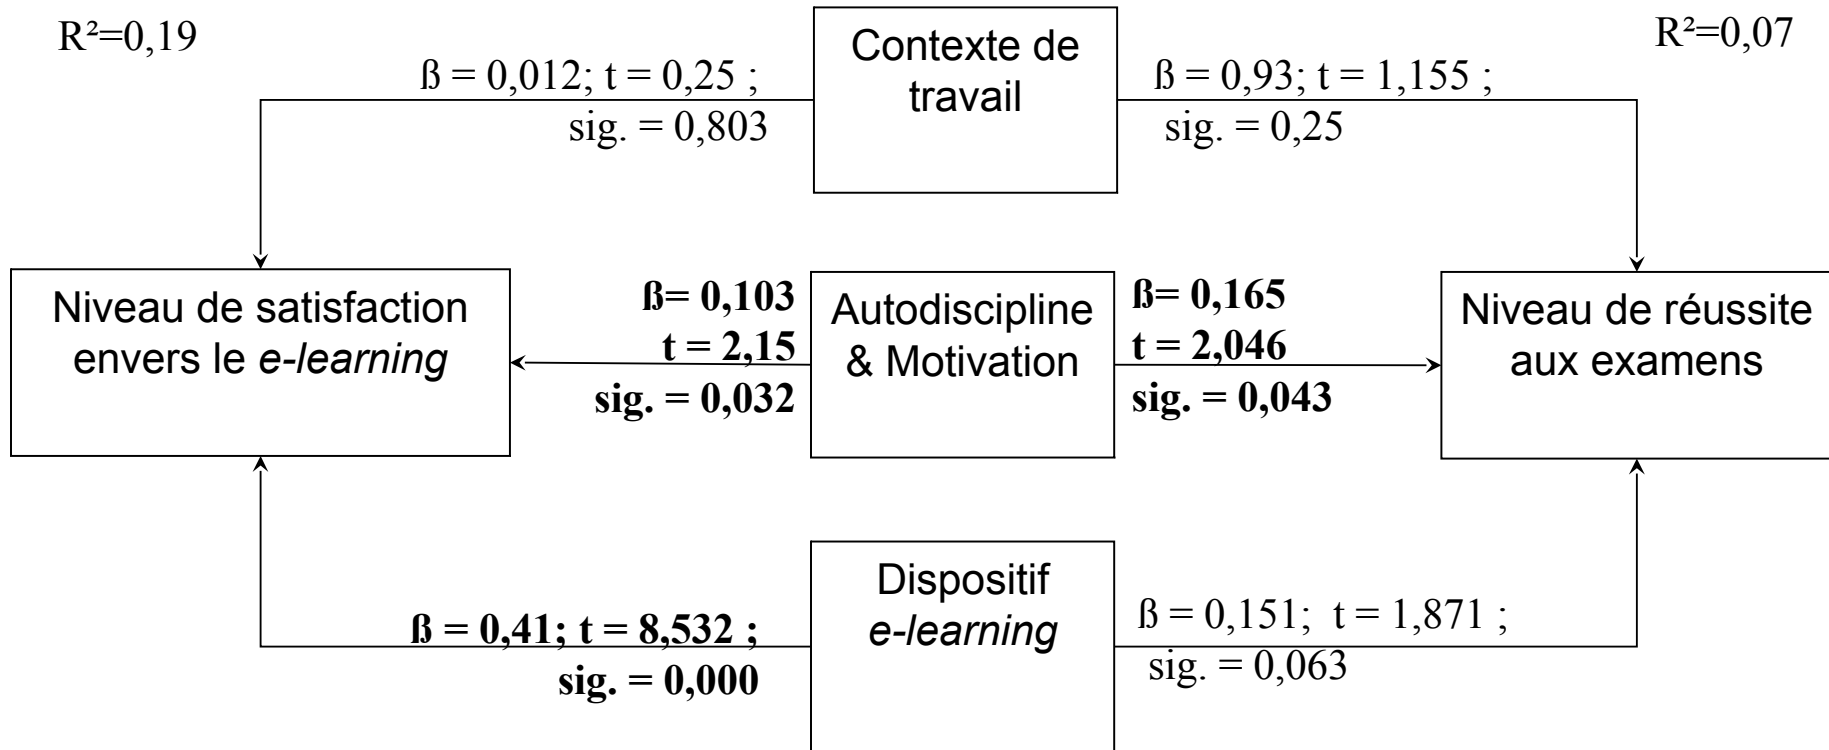 R²=0,19
R²=0,07
Contexte de
travail
ß = 0,012; t = 0,25 ;
sig. = 0,803
ß = 0,93; t = 1,155 ;
sig. = 0,25
Niveau de satisfaction
envers le e-learning
ß= 0,103
t = 2,15
sig. = 0,032
Autodiscipline
& Motivation
ß= 0,165
t = 2,046
sig. = 0,043
Niveau de réussite
aux examens
Dispositif
e-learning
ß = 0,41; t = 8,532 ;
sig. = 0,000
ß = 0,151; t = 1,871 ;
sig. = 0,063